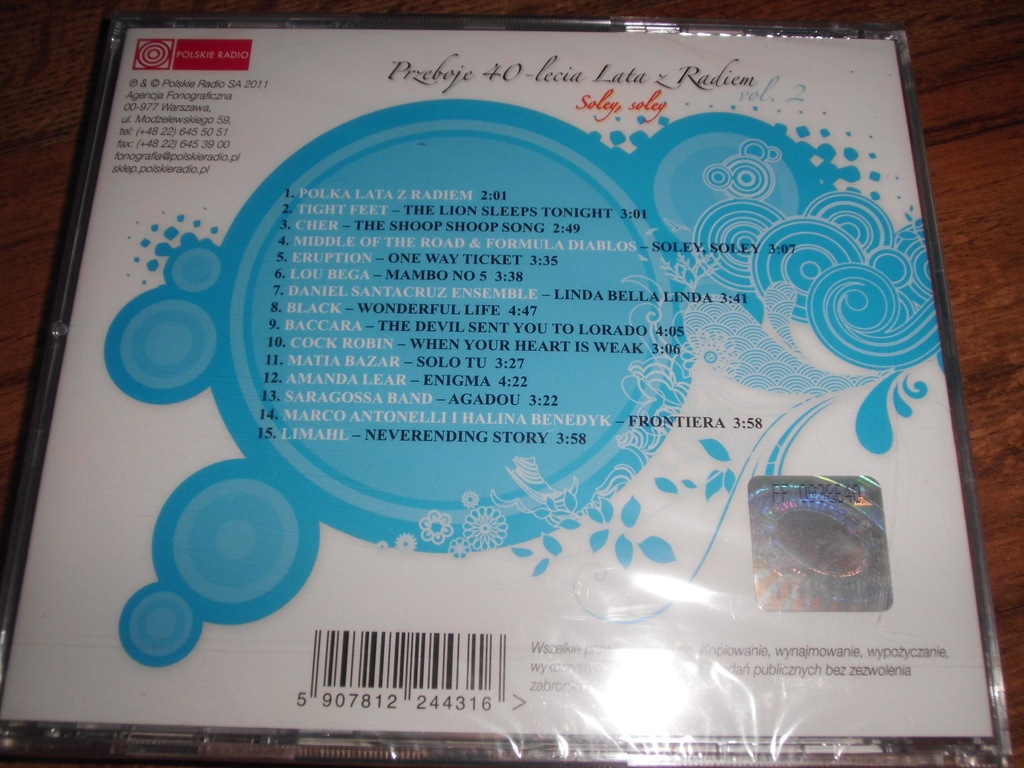 POLSKIE RADIO
℗ & © Polskie Radio SA 2011
Agencja Fonograficzna
00-977 Warszawa,
ul. Modzelewskiego 59,
tel: (+48 22) 645 50 51
fax: (+48 22) 645 39 00
fonografia@polskieradio.pl
sklep.polskieradio.pl
Przeboje 40-lecia Lata z Radiem
vol. 2
Soley, soley
1. POLKA LATA Z RADIEM 2:01
2. TIGHT FEET – THE LION SLEEPS TONIGHT 3:01
3. CHER – THE SHOOP SHOOP SONG 2:49
4. MIDDLE OF THE ROAD & FORMULA DIABLOS – SOLEY, SOLEY 3:07
5. ERUPTION – ONE WAY TICKET 3:35
6. LOU BEGA – MAMBO NO 5 3:38
7. DANIEL SANTACRUZ ENSEMBLE – LINDA BELLA LINDA 3:41
8. BLACK – WONDERFUL LIFE 4:47
9. BACCARA – THE DEVIL SENT YOU TO LORADO 4:05
10. COCK ROBIN – WHEN YOUR HEART IS WEAK 3:06
11. MATIA BAZAR – SOLO TU 3:27
12. AMANDA LEAR – ENIGMA 4:22
13. SARAGOSSA BAND – AGADOU 3:22
14. MARCO ANTONELLI I HALINA BENEDYK – FRONTIERA 3:58
15. LIMAHL – NEVERENDING STORY 3:58
5 907812 244316 >
Wszelkie Kopiowanie, wynajmowanie, wypożyczanie,
publicznych bez zezwolenia